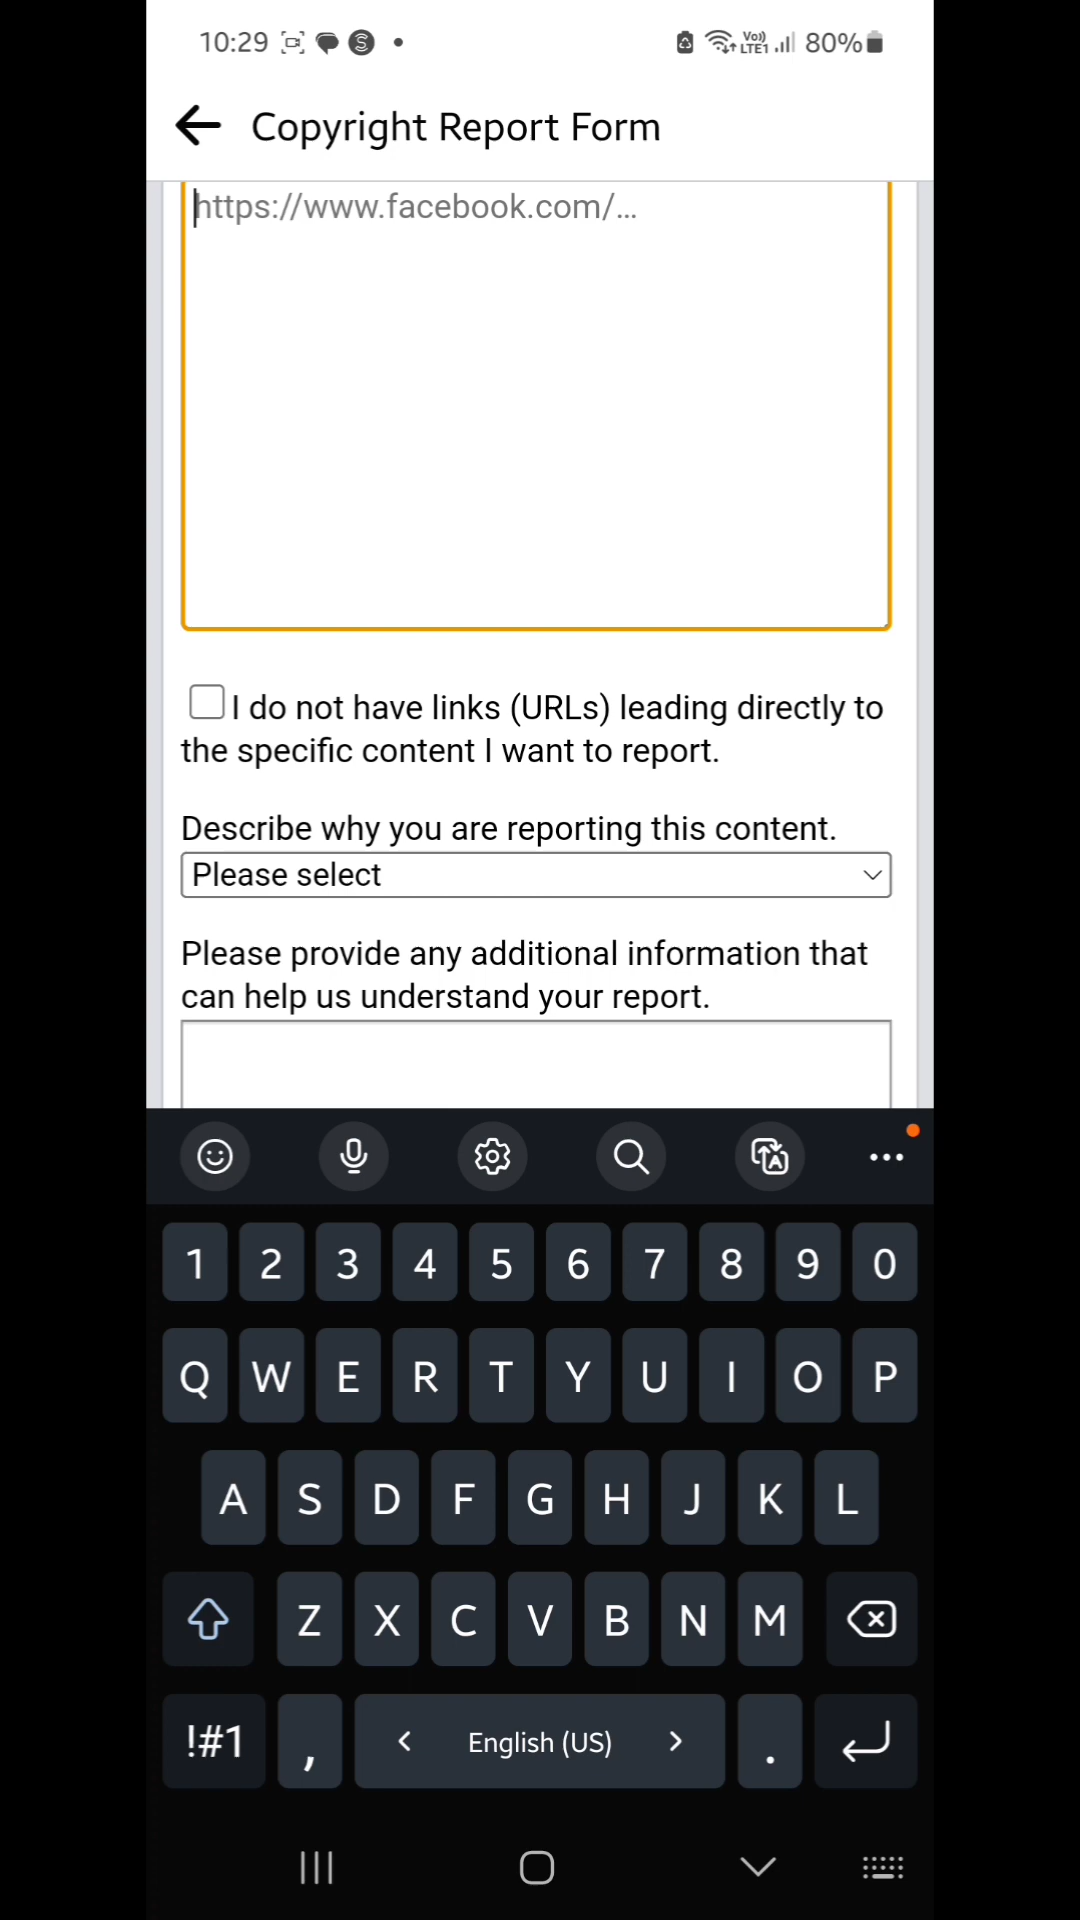 10:29
Vo))
LTE1
80%
Copyright Report Form
https://www.facebook.com/...
I do not have links (URLs) leading directly to
the specific content I want to report.
Describe why you are reporting this content.
Please select
Please provide any additional information that
can help us understand your report.
1 2 3 4 5 6 7 8 9 0
Q W E R T Y U I O P
A S D F G H J K L
Z X C V B N M
!#1 , < English (US) > .